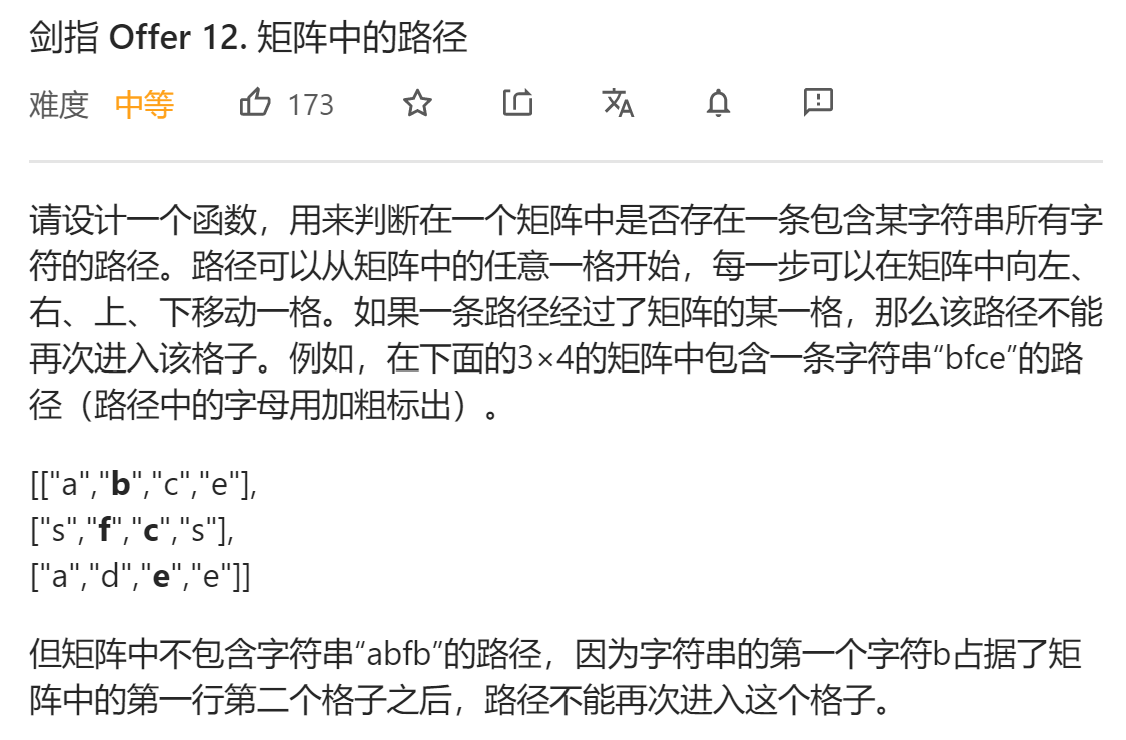 剑指 Offer 12. 矩阵中的路径
难度 中等 173
请设计一个函数，用来判断在一个矩阵中是否存在一条包含某字符串所有字
符的路径。路径可以从矩阵中的任意一格开始，每一步可以在矩阵中向左、
右、上、下移动一格。如果一条路径经过了矩阵的某一格，那么该路径不能
再次进入该格子。例如，在下面的3×4的矩阵中包含一条字符串“bfce”的路
径（路径中的字母用加粗标出）。
[["a","b","c","e"],
["s","f","c","s"],
["a","d","e","e"]]
但矩阵中不包含字符串“abfb”的路径，因为字符串的第一个字符b占据了矩
阵中的第一行第二个格子之后，路径不能再次进入这个格子。